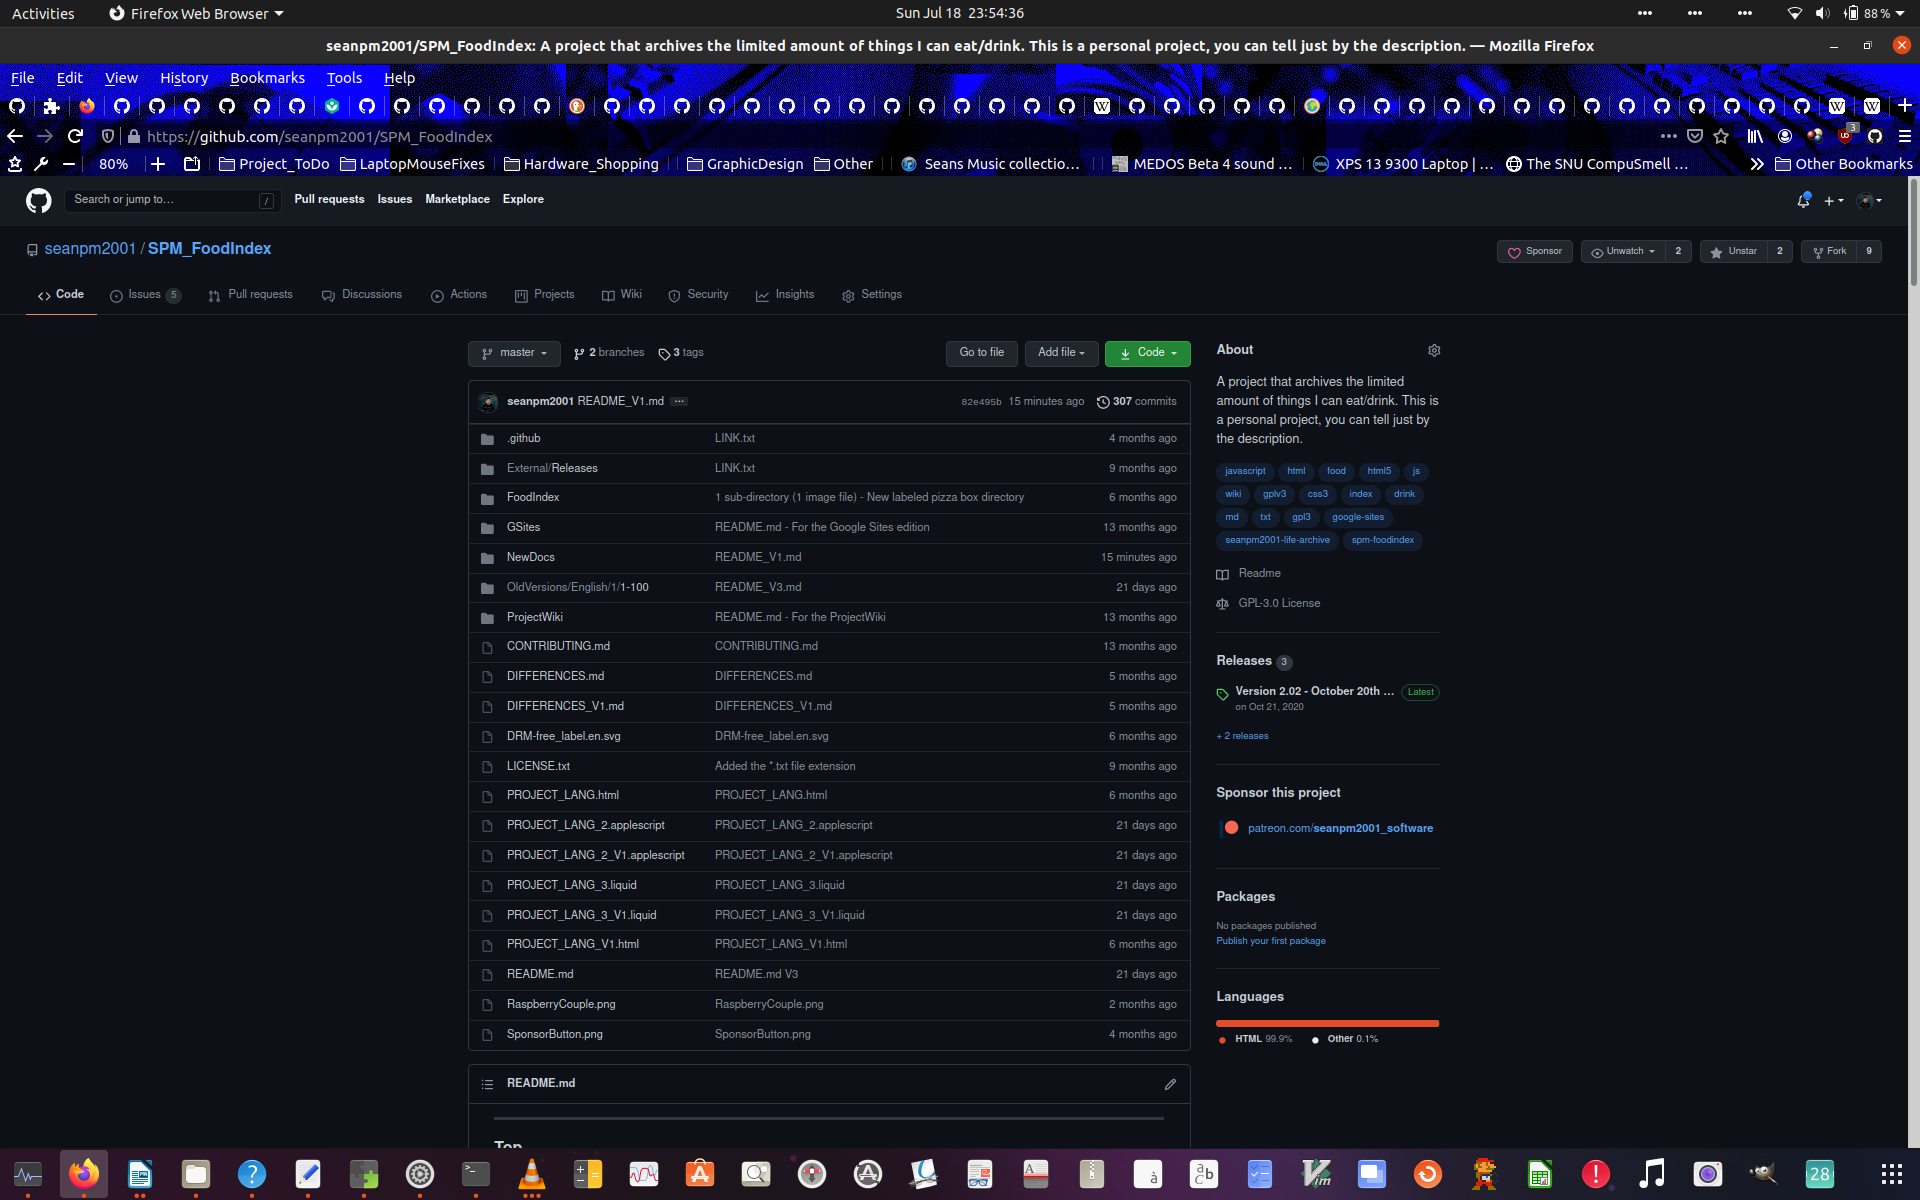 Activities
Firefox Web Browser
Sun Jul 18  23:54:36
88 %
seanpm2001/SPM_FoodIndex: A project that archives the limited amount of things I can eat/drink. This is a personal project, you can tell just by the description. — Mozilla Firefox
File Edit View History Bookmarks Tools Help
https://github.com/seanpm2001/SPM_FoodIndex
3
80%
Project_ToDo
LaptopMouseFixes
Hardware_Shopping
GraphicDesign
Other
Seans Music collectio…
MEDOS Beta 4 sound …
XPS 13 9300 Laptop | …
The SNU CompuSmell …
Other Bookmarks
Search or jump to…
/
Pull requests Issues Marketplace Explore
seanpm2001 / SPM_FoodIndex
Sponsor
Unwatch 2
Unstar 2
Fork 9
Code
Issues 5
Pull requests
Discussions
Actions
Projects
Wiki
Security
Insights
Settings
master
2 branches
3 tags
Go to file
Add file
Code
seanpm2001 README_V1.md ···
82e495b 15 minutes ago
307 commits
.github LINK.txt 4 months ago
External/Releases LINK.txt 9 months ago
FoodIndex 1 sub-directory (1 image file) - New labeled pizza box directory 6 months ago
GSites README.md - For the Google Sites edition 13 months ago
NewDocs README_V1.md 15 minutes ago
OldVersions/English/1/1-100 README_V3.md 21 days ago
ProjectWiki README.md - For the ProjectWiki 13 months ago
CONTRIBUTING.md CONTRIBUTING.md 13 months ago
DIFFERENCES.md DIFFERENCES.md 5 months ago
DIFFERENCES_V1.md DIFFERENCES_V1.md 5 months ago
DRM-free_label.en.svg DRM-free_label.en.svg 6 months ago
LICENSE.txt Added the *.txt file extension 9 months ago
PROJECT_LANG.html PROJECT_LANG.html 6 months ago
PROJECT_LANG_2.applescript PROJECT_LANG_2.applescript 21 days ago
PROJECT_LANG_2_V1.applescript PROJECT_LANG_2_V1.applescript 21 days ago
PROJECT_LANG_3.liquid PROJECT_LANG_3.liquid 21 days ago
PROJECT_LANG_3_V1.liquid PROJECT_LANG_3_V1.liquid 21 days ago
PROJECT_LANG_V1.html PROJECT_LANG_V1.html 6 months ago
README.md README.md V3 21 days ago
RaspberryCouple.png RaspberryCouple.png 2 months ago
SponsorButton.png SponsorButton.png 4 months ago
README.md
Top
About
A project that archives the limited
amount of things I can eat/drink. This is
a personal project, you can tell just by
the description.
javascript html food html5 js
wiki gplv3 css3 index drink
md txt gpl3 google-sites
seanpm2001-life-archive spm-foodindex
Readme
GPL-3.0 License
Releases 3
Version 2.02 - October 20th … Latest
on Oct 21, 2020
+ 2 releases
Sponsor this project
patreon.com/seanpm2001_software
Packages
No packages published
Publish your first package
Languages
HTML 99.9%
Other 0.1%
28